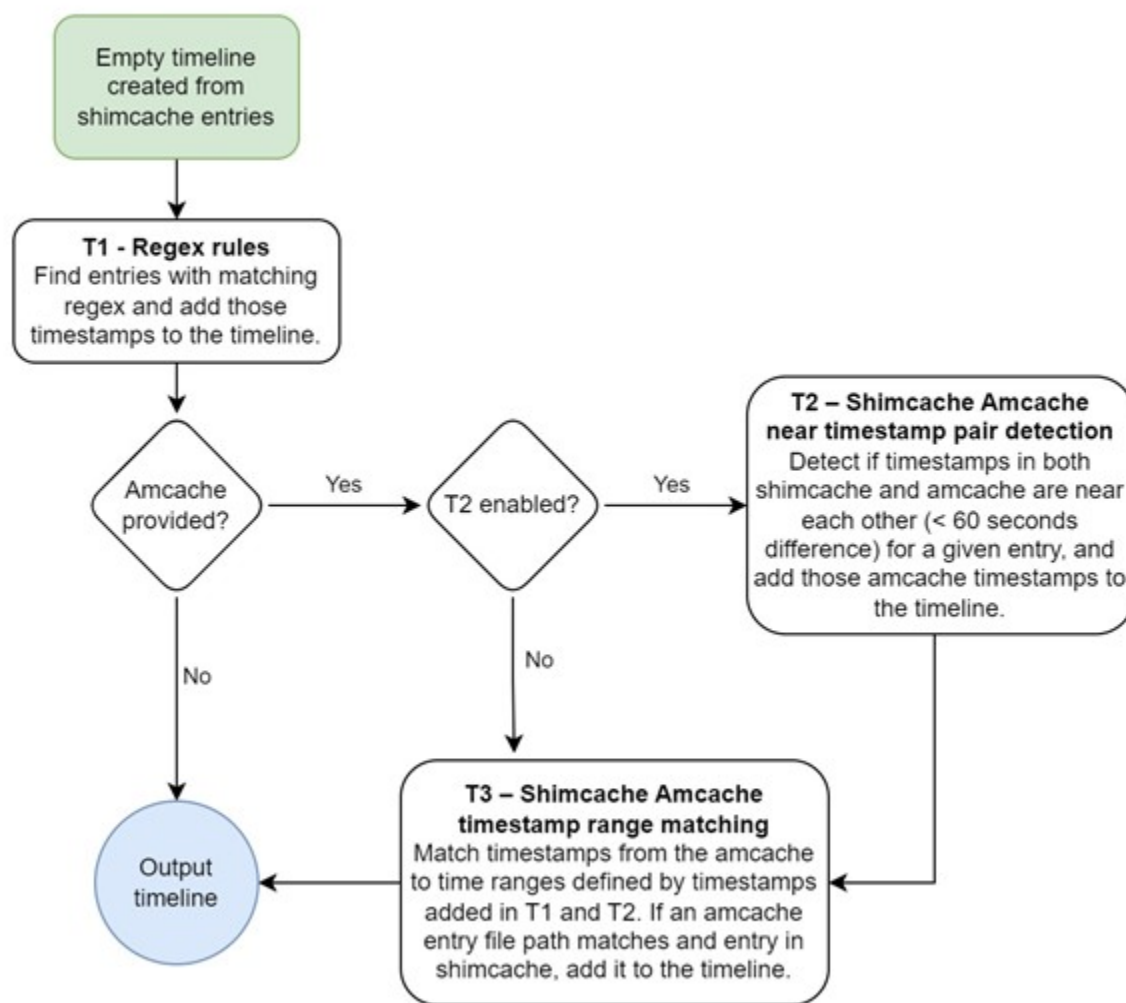 Empty timeline
created from
shimcache entries
T1 - Regex rules
Find entries with matching
regex and add those
timestamps to the timeline.
Amcache
provided?
Yes
T2 enabled?
Yes
T2 – Shimcache Amcache
near timestamp pair detection
Detect if timestamps in both
shimcache and amcache are near
each other (< 60 seconds
difference) for a given entry, and
add those amcache timestamps to
the timeline.
No
No
T3 – Shimcache Amcache
timestamp range matching
Match timestamps from the amcache
to time ranges defined by timestamps
added in T1 and T2. If an amcache
entry file path matches and entry in
shimcache, add it to the timeline.
Output
timeline